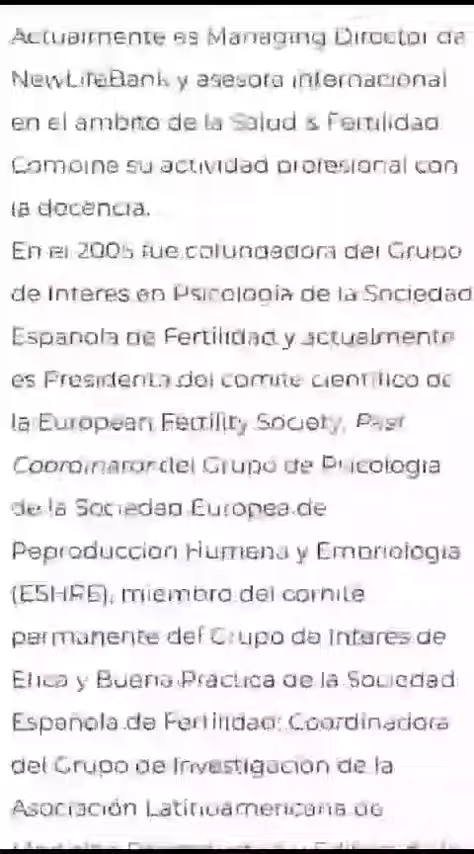 Actualmente es Managing Director de
NewLifeBank y asesora internacional
en el ámbito de la Salud & Fertilidad.
Combine su actividad profesional con
la docencia.
En el 2005 fue cofundadora del Grupo
de Interes en Psicología de la Sociedad
Española de Fertilidad y actualmente
es Presidenta del comité científico de
la European Fertility Society, Past
Coordinator del Grupo de Psicología
de la Sociedad Europea de
Reproducción Humana y Embriología
(ESHRE), miembro del comité
permanente del Grupo de Interes de
Ética y Buena Práctica de la Sociedad
Española de Fertilidad; Coordinadora
del Grupo de Investigación de la
Asociación Latinoamericana de